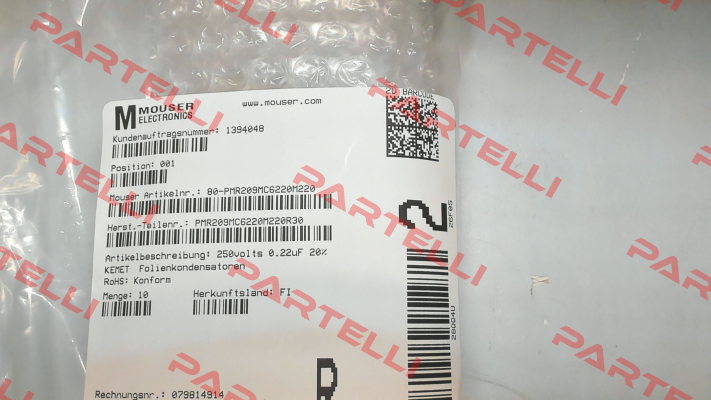 MOUSER
ELECTRONICS
www.mouser.com
2D BARCODE
Kundenauftragsnummer: 1394048
Position: 001
Mouser Artikelnr.: 80-PMR209MC6220M220
Herst.-Teilenr.: PMR209MC6220M220R30
Artikelbeschreibung: 250volts 0.22uF 20%
KEMET Folienkondensatoren
RoHS: Konform
Menge: 10
Herkunftsland: FI
Rechnungsnr.: 079814914
2
R
PARTELLI
PARTELLI
PARTELLI
PARTELLI
PARTELLI
PARTELLI
PARTELLI